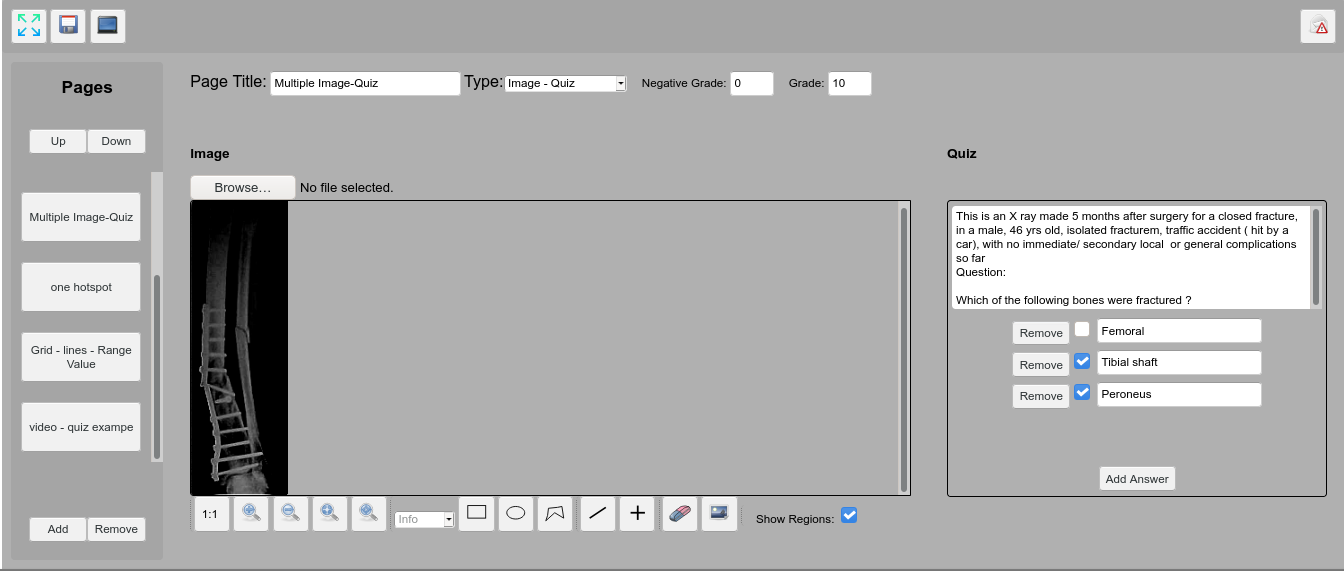 Pages
Up Down
Multiple Image-Quiz
one hotspot
Grid - lines - Range
Value
video - quiz exampe
Add Remove
Page Title: Multiple Image-Quiz Type: Image - Quiz Negative Grade: 0 Grade: 10
Image
Browse... No file selected.
1:1 Info Show Regions:
Quiz
This is an X ray made 5 months after surgery for a closed fracture,
in a male, 46 yrs old, isolated fracturem, traffic accident ( hit by a
car), with no immediate/ secondary local or general complications
so far
Question:
Which of the following bones were fractured ?
Remove Femoral
Remove Tibial shaft
Remove Peroneus
Add Answer